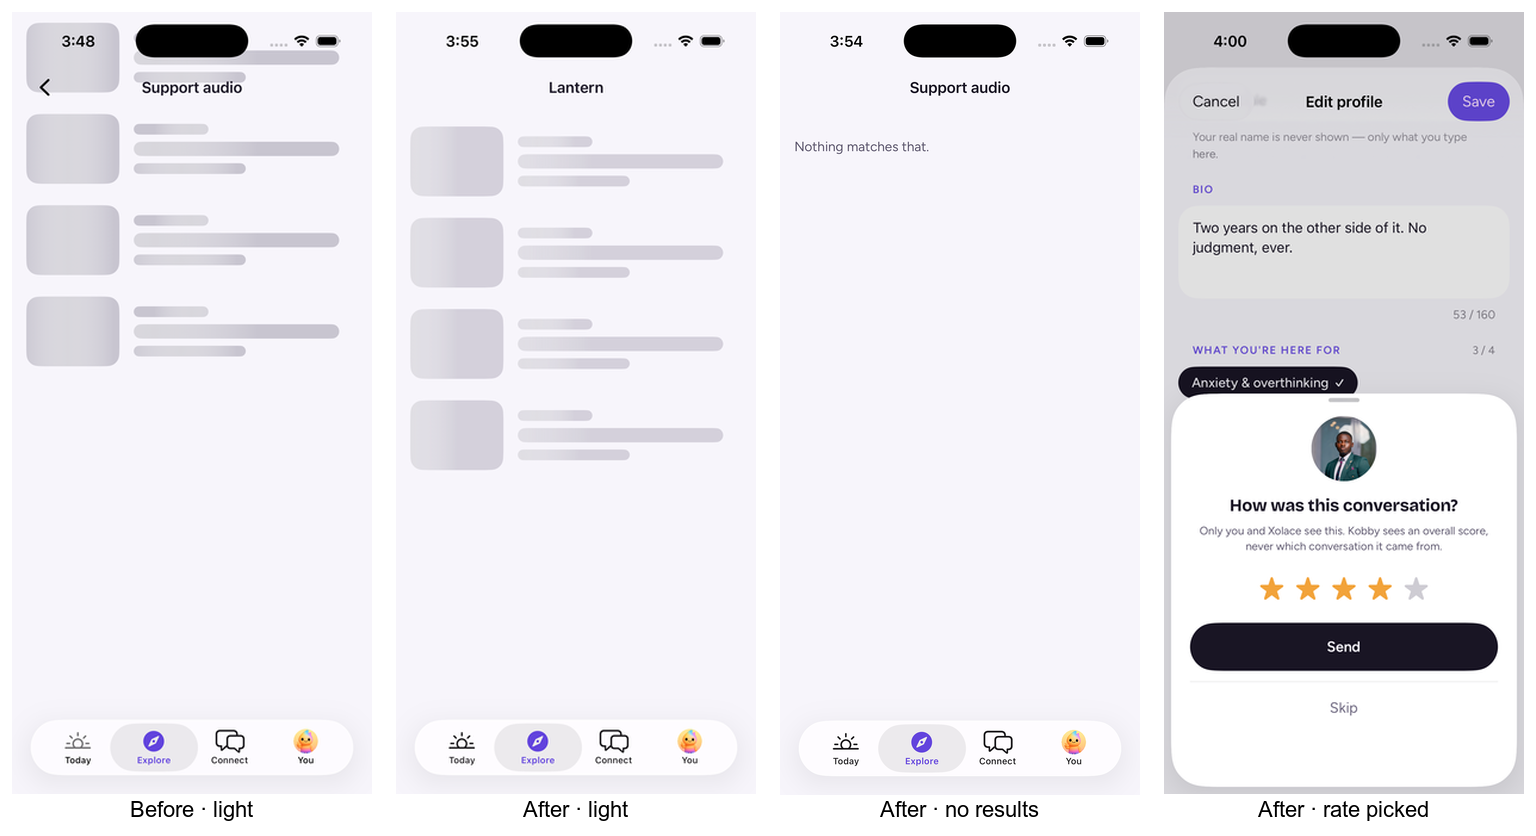 3:48
Support audio
Today
Explore
Connect
You
Before · light
3:55
Lantern
Today
Explore
Connect
You
After · light
3:54
Support audio
Nothing matches that.
Today
Explore
Connect
You
After · no results
4:00
Cancel
Edit profile
Save
Your real name is never shown — only what you type
here.
BIO
Two years on the other side of it. No
judgment, ever.
53 / 160
WHAT YOU'RE HERE FOR
3 / 4
Anxiety & overthinking ✓
How was this conversation?
Only you and Xolace see this. Kobby sees an overall score,
never which conversation it came from.
Send
Skip
After · rate picked